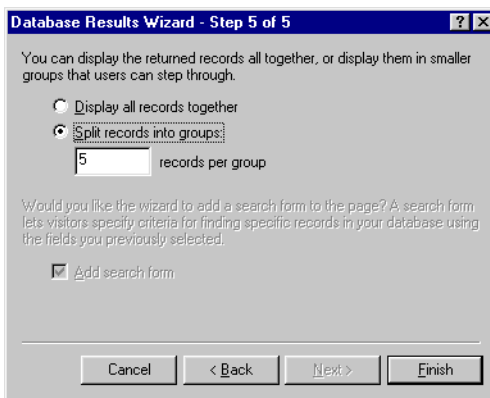 Database Results Wizard - Step 5 of 5
You can display the returned records all together, or display them in smaller
groups that users can step through.
Display all records together
Split records into groups:
5 records per group
Would you like the wizard to add a search form to the page? A search form
lets visitors specify criteria for finding specific records in your database using
the fields you previously selected.
Add search form
Cancel < Back Next > Finish